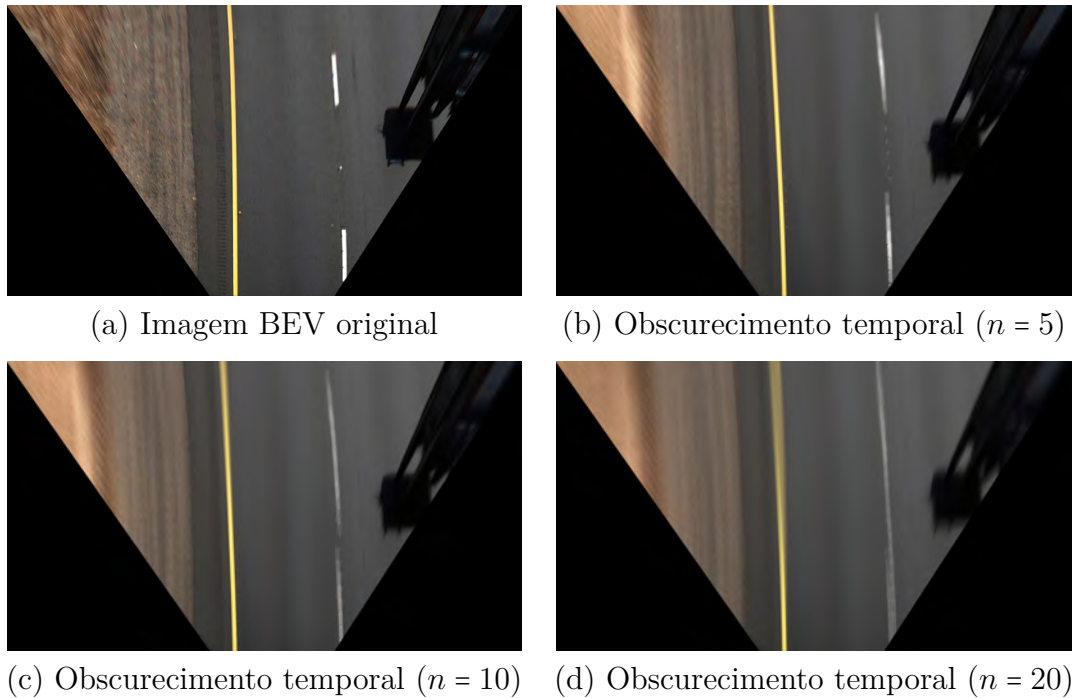 (a) Imagem BEV original
(b) Obscurecimento temporal (n = 5)
(c) Obscurecimento temporal (n = 10)
(d) Obscurecimento temporal (n = 20)